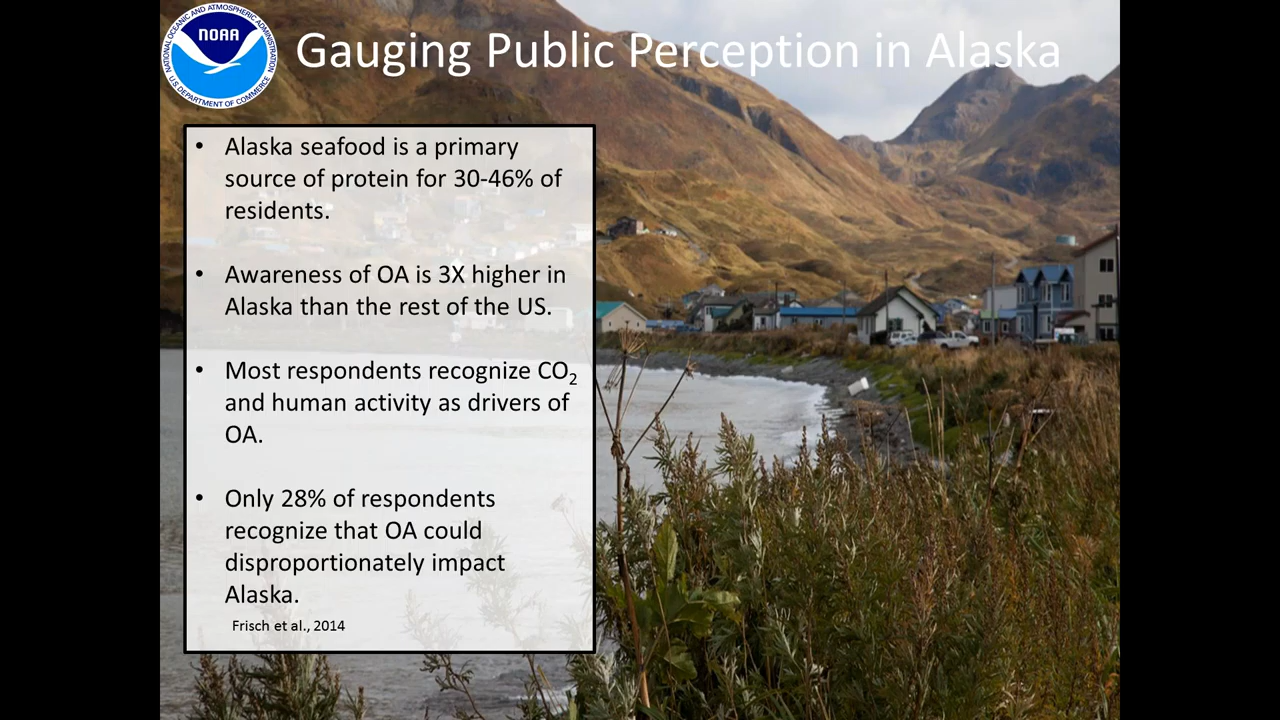 NATIONAL OCEANIC AND ATMOSPHERIC ADMINISTRATION
NOAA
U.S. DEPARTMENT OF COMMERCE
Gauging Public Perception in Alaska
• Alaska seafood is a primary
source of protein for 30-46% of
residents.
• Awareness of OA is 3X higher in
Alaska than the rest of the US.
• Most respondents recognize CO₂
and human activity as drivers of
OA.
• Only 28% of respondents
recognize that OA could
disproportionately impact
Alaska.
Frisch et al., 2014